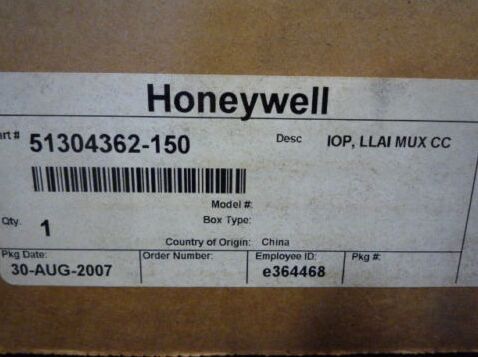 Honeywell
art # 51304362-150 Desc IOP, LLAI MUX CC
Model #:
Qty. 1 Box Type:
Country of Origin: China
Pkg Date: Order Number: Employee ID: Pkg #:
30-AUG-2007 e364468